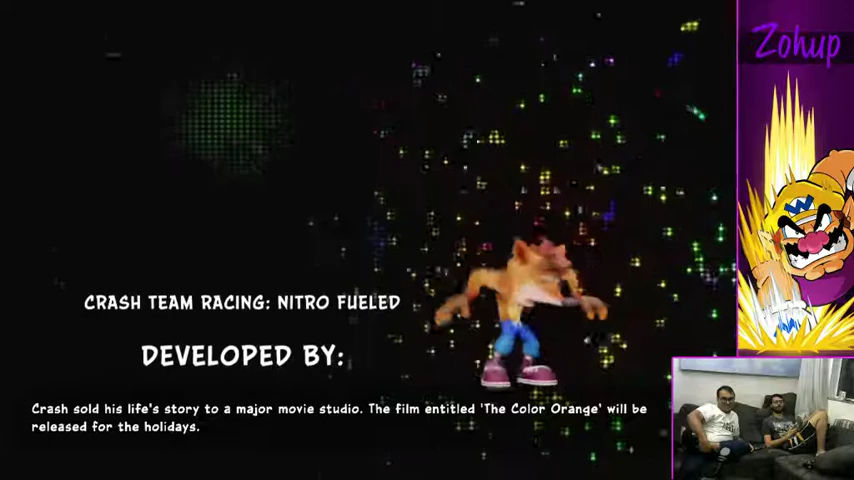 Zohup
CRASH TEAM RACING: NITRO FUELED
DEVELOPED BY:
Crash sold his life's story to a major movie studio. The film entitled 'The Color Orange' will be
released for the holidays.